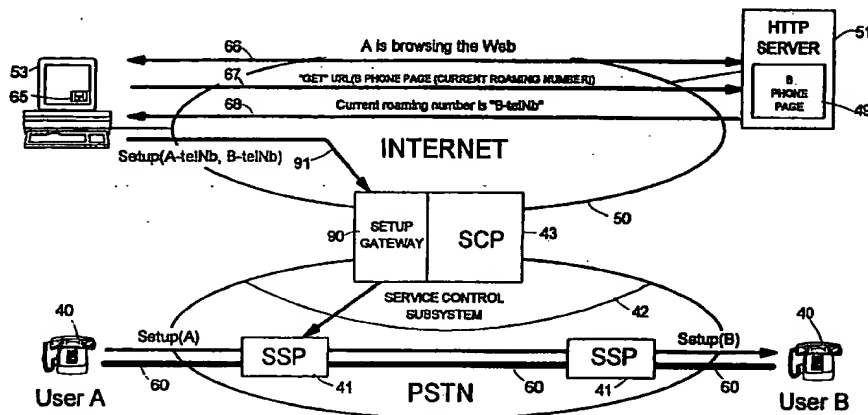 66
A is browsing the Web
HTTP
SERVER
51
53
67
"GET" URL(B PHONE PAGE (CURRENT ROAMING NUMBER))
65
68
Current roaming number is "B-telNb"
B
PHONE
PAGE
49
Setup(A-telNb, B-telNb)
91
INTERNET
50
90
SETUP
GATEWAY
SCP
43
SERVICE CONTROL
SUBSYSTEM
42
40
Setup(A)
SSP
SSP
Setup(B)
40
60
41
PSTN
60
41
60
User A
User B